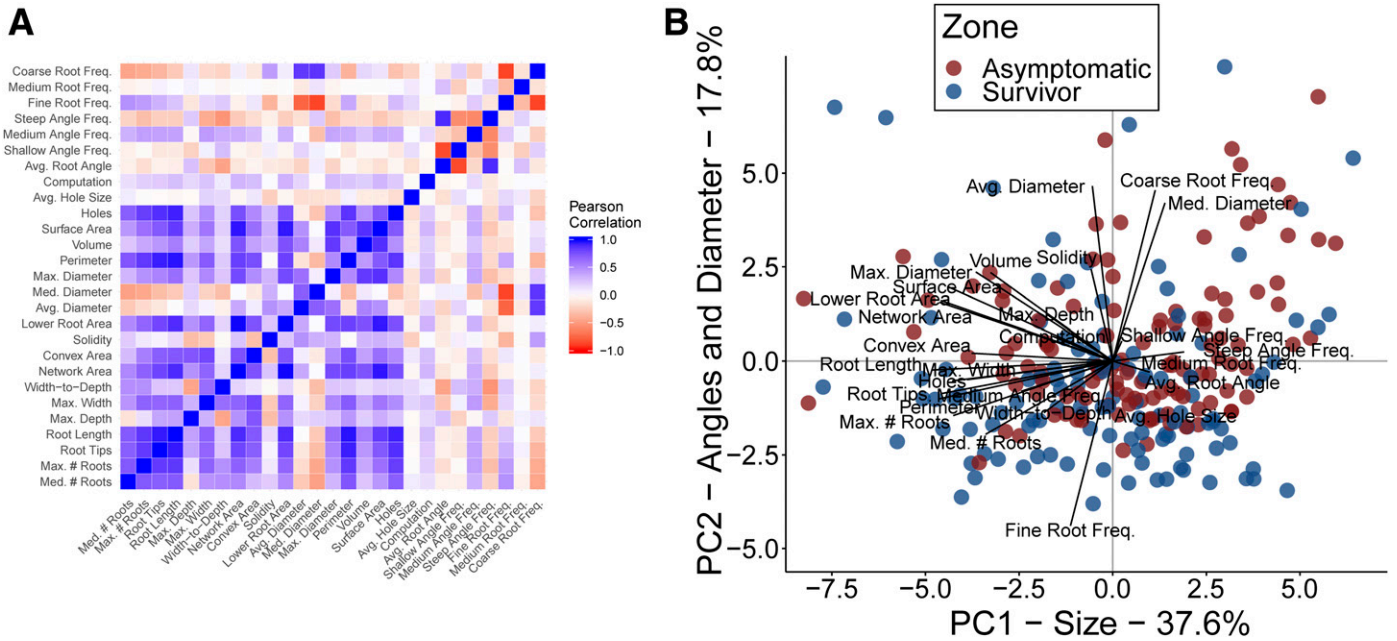 A
Coarse Root Freq.
Medium Root Freq.
Fine Root Freq.
Steep Angle Freq.
Medium Angle Freq.
Shallow Angle Freq.
Avg. Root Angle
Computation
Avg. Hole Size
Holes
Surface Area
Volume
Perimeter
Max. Diameter
Med. Diameter
Avg. Diameter
Lower Root Area
Solidity
Convex Area
Network Area
Width-to-Depth
Max. Width
Max. Depth
Root Length
Root Tips
Max. # Roots
Med. # Roots
Med. # Roots
Max. # Roots
Root Tips
Root Length
Max. Depth
Max. Width
Width-to-Depth
Network Area
Convex Area
Solidity
Lower Root Area
Avg. Diameter
Med. Diameter
Max. Diameter
Perimeter
Volume
Surface Area
Holes
Avg. Hole Size
Computation
Avg. Root Angle
Shallow Angle Freq.
Medium Angle Freq.
Steep Angle Freq.
Fine Root Freq.
Medium Root Freq.
Coarse Root Freq.
Pearson
Correlation
1.0
0.5
0.0
−0.5
−1.0
B
Zone
Asymptomatic
Survivor
PC2 − Angles and Diameter − 17.8%
5.0
2.5
0.0
−2.5
−5.0
Avg. Diameter
Coarse Root Freq.
Med. Diameter
Volume
Solidity
Max. Diameter
Surface Area
Lower Root Area
Network Area
Max. Depth
Computation
Shallow Angle Freq.
Convex Area
Steep Angle Freq.
Root Length
Max. Width
Medium Root Freq.
Holes
Avg. Root Angle
Root Tips
Medium Angle Freq.
Perimeter
Width-to-Depth
Avg. Hole Size
Max. # Roots
Med. # Roots
Fine Root Freq.
−7.5
−5.0
−2.5
0.0
2.5
5.0
PC1 − Size − 37.6%